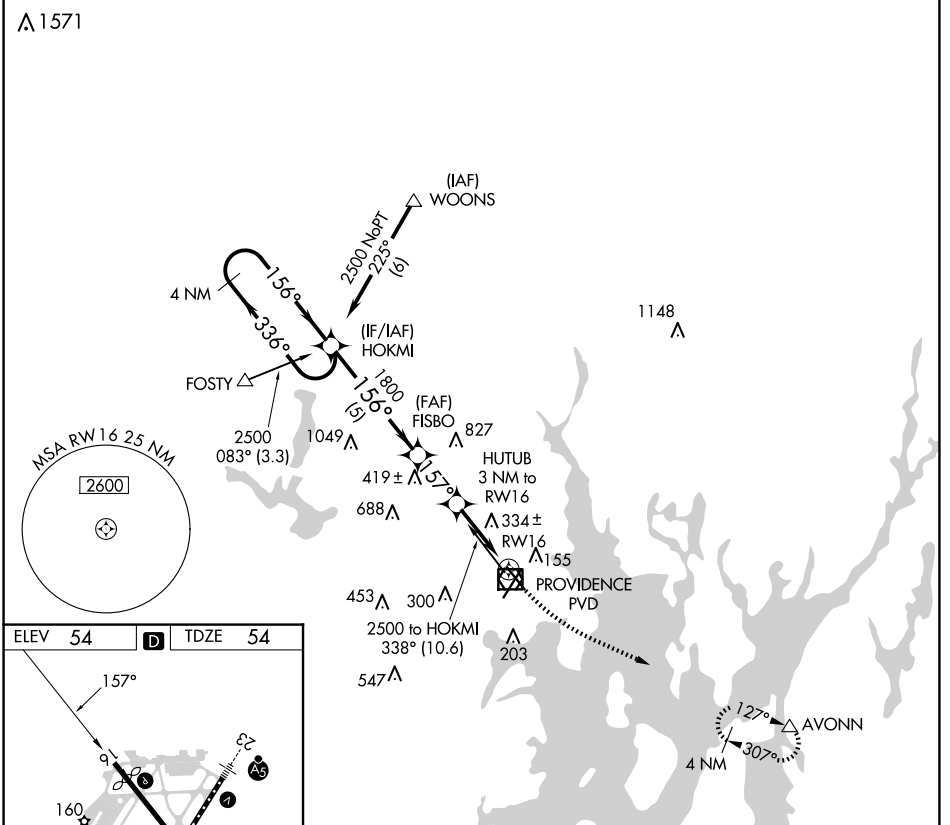 1571
(IAF)
WOONS
2500 NoPT
225°
(6)
4 NM
156°
336°
(IF/IAF)
HOKMI
FOSTY
2500
083° (3.3)
1800
156°
(5)
1148
(FAF)
FISBO
1049
827
419 ±
157°
HUTUB
3 NM to
RW16
688
334 ±
RW16
155
PROVIDENCE
PVD
MSA RW16 25 NM
2600
453
300
2500 to HOKMI
338° (10.6)
203
547
127°
AVONN
307°
4 NM
ELEV 54
D
TDZE 54
157°
16
23
A5
160